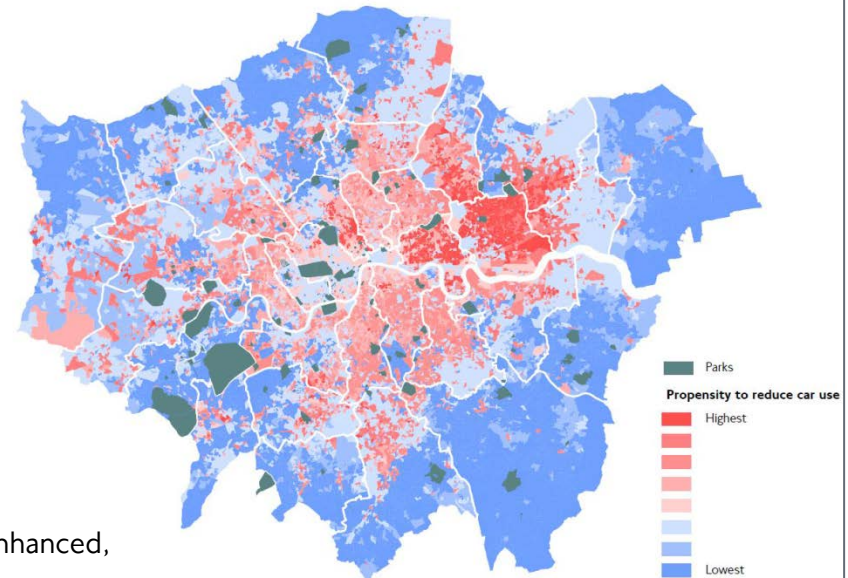 Parks
Propensity to reduce car use
Highest
Lowest
nhanced,